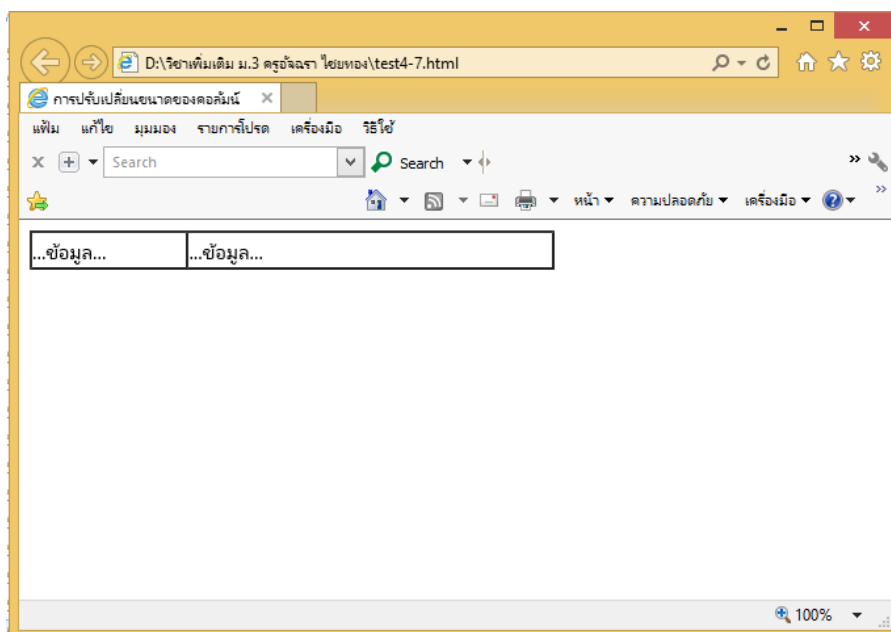 D:\วิชาเพิ่มเติม ม.3 ครูอัจฉรา ไชยทอง\test4-7.html
การปรับเปลี่ยนขนาดของคอลัมน์
แฟ้ม แก้ไข มุมมอง รายการโปรด เครื่องมือ วิธีใช้
Search Search
หน้า ความปลอดภัย เครื่องมือ
...ข้อมูล... ...ข้อมูล...
100%